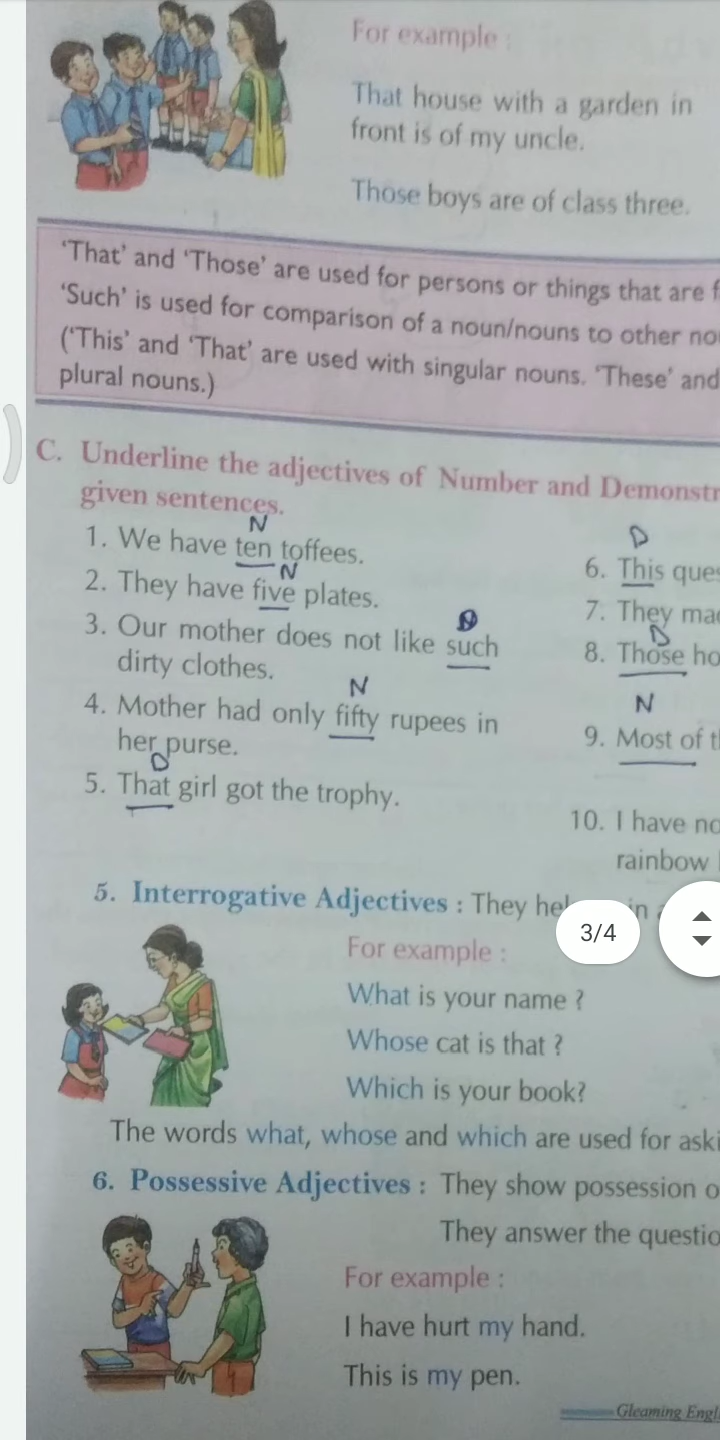 For example :
That house with a garden in
front is of my uncle.
Those boys are of class three.
'That' and 'Those' are used for persons or things that are
'Such' is used for comparison of a noun/nouns to other
('This' and 'That' are used with singular nouns. 'These' and
plural nouns.)
C. Underline the adjectives of Number and
given sentences.
N
1. We have ten toffees.
N
2. They have five plates.
D
3. Our mother does not like such
dirty clothes.
N
4. Mother had only fifty rupees in
her purse.
D
5. That girl got the trophy.
D
6. This
7. They
D
8. Those
N
9. Most of
10. I have
rainbow
5. Interrogative Adjectives : They in
3/4
For example :
What is your name ?
Whose cat is that ?
Which is your book?
The words what, whose and which are used for
6. Possessive Adjectives : They show possession
They answer the
For example :
I have hurt my hand.
This is my pen.
Gleaming